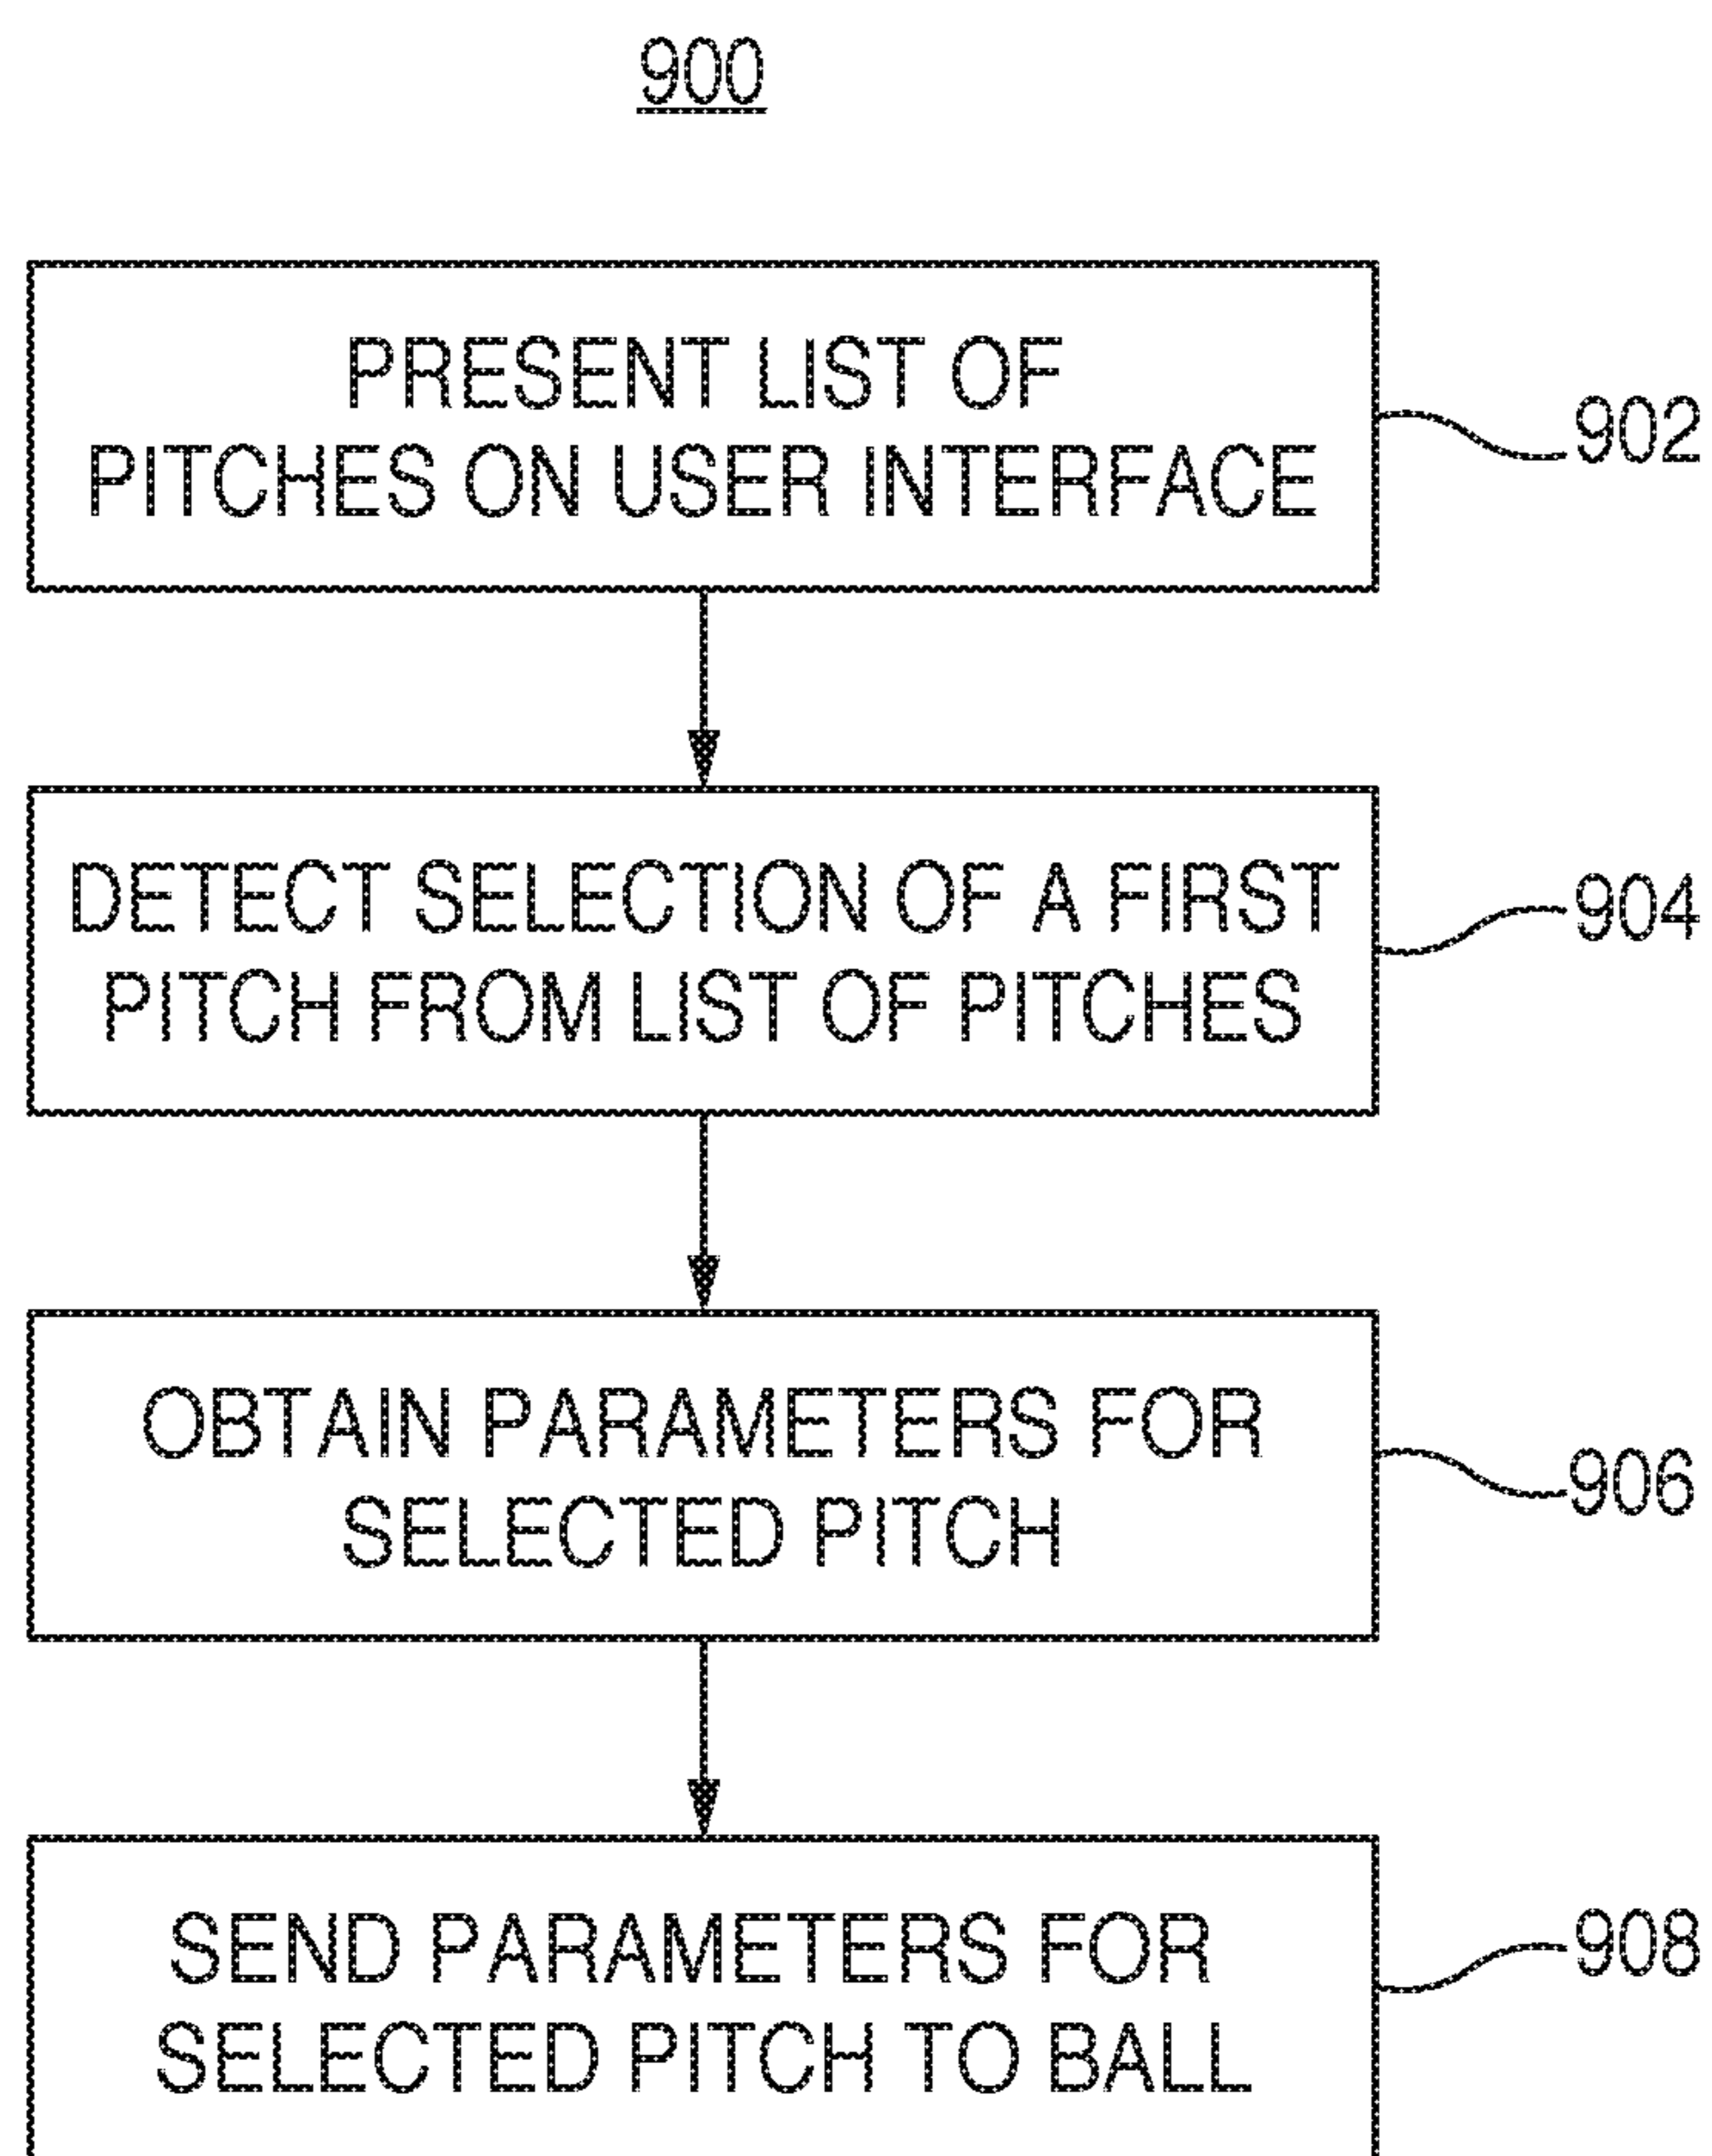 900
PRESENT LIST OF
PITCHES ON USER INTERFACE
902
DETECT SELECTION OF A FIRST
PITCH FROM LIST OF PITCHES
904
OBTAIN PARAMETERS FOR
SELECTED PITCH
906
SEND PARAMETERS FOR
SELECTED PITCH TO BALL
908